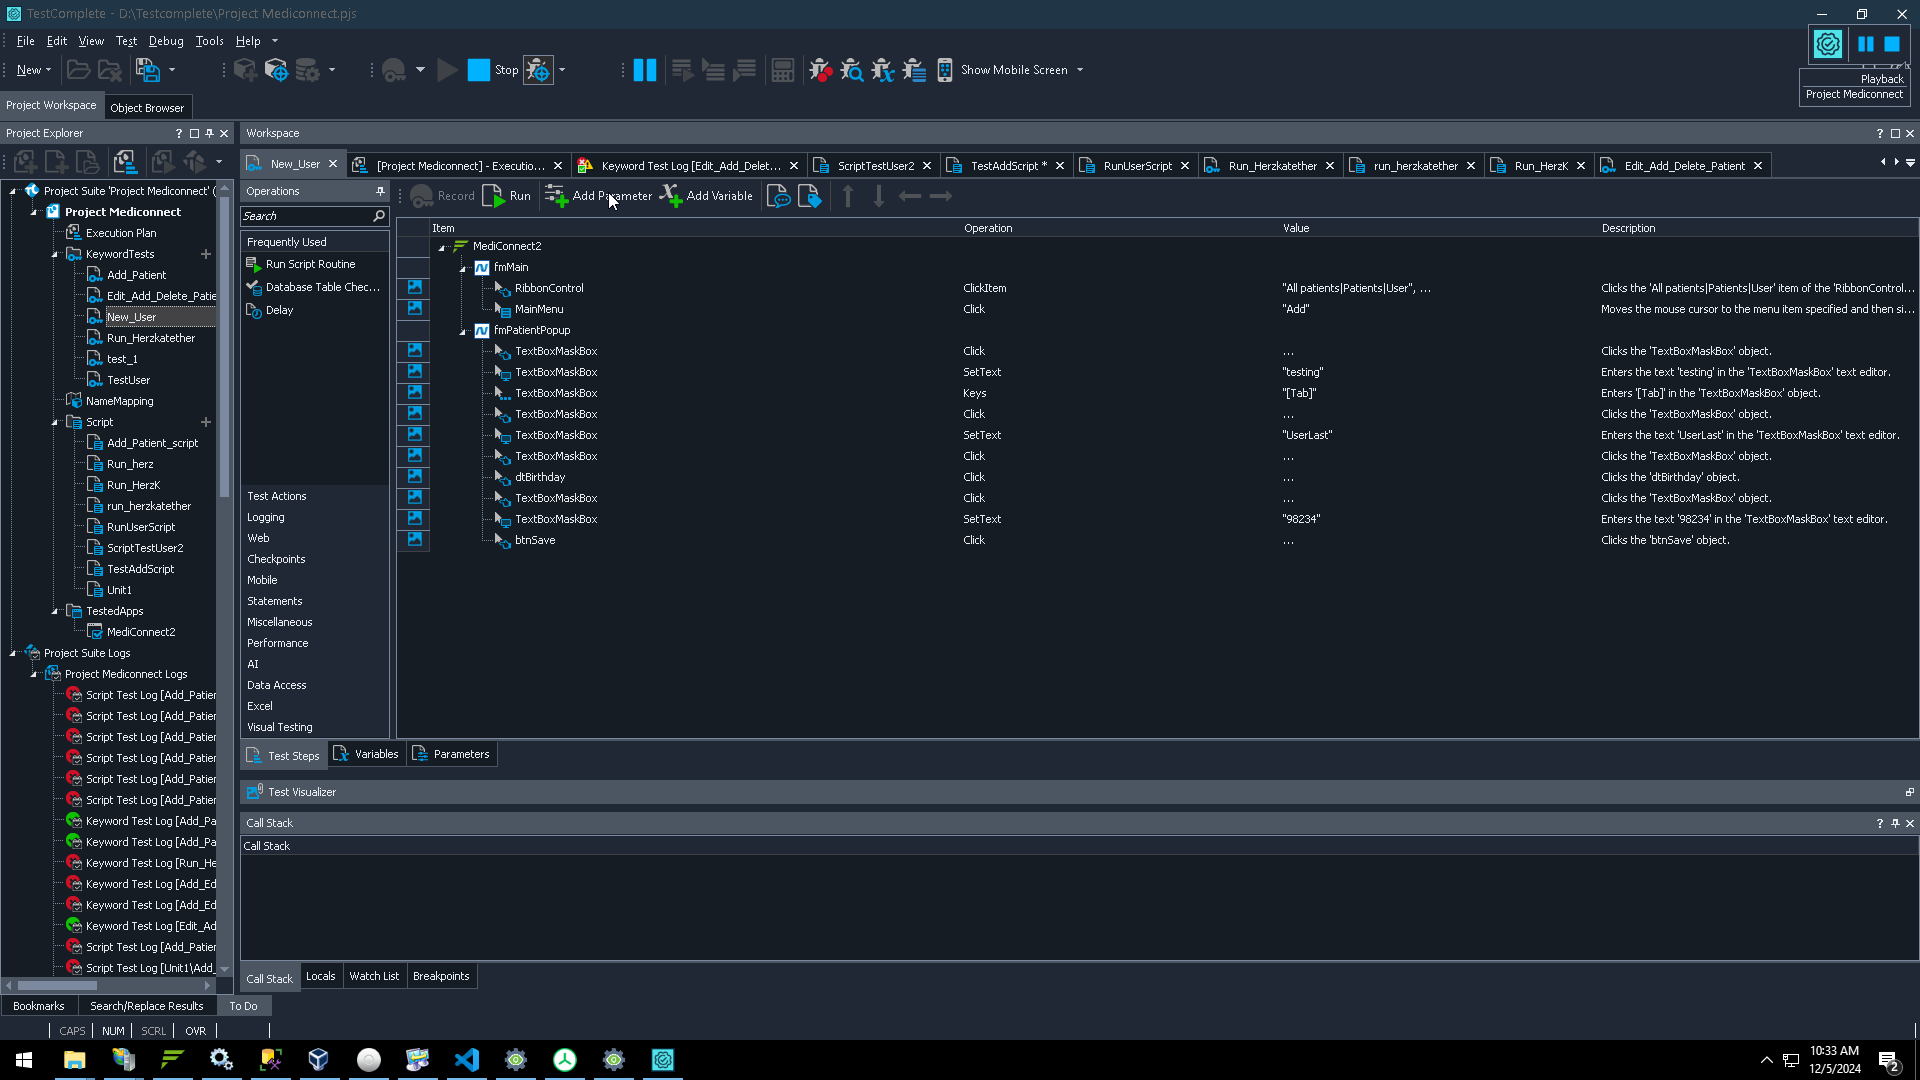 TestComplete - D:\Testcomplete\Project Mediconnect.pjs
File Edit View Test Debug Tools Help
New Stop Show Mobile Screen
Playback
Project Mediconnect
Project Workspace Object Browser
Project Explorer ?
Workspace ?
New_User [Project Mediconnect] - Executio... Keyword Test Log [Edit_Add_Delet... ScriptTestUser2 TestAddScript * RunUserScript Run_Herzkatether run_herzkatether Run_HerzK Edit_Add_Delete_Patient
Project Suite 'Project Mediconnect' (
Project Mediconnect
Execution Plan
KeywordTests
Add_Patient
Edit_Add_Delete_Patie
New_User
Run_Herzkatether
test_1
TestUser
NameMapping
Script
Add_Patient_script
Run_herz
Run_HerzK
run_herzkatether
RunUserScript
ScriptTestUser2
TestAddScript
Unit1
TestedApps
MediConnect2
Project Suite Logs
Project Mediconnect Logs
Script Test Log [Add_Patier
Script Test Log [Add_Patier
Script Test Log [Add_Patier
Script Test Log [Add_Patier
Script Test Log [Add_Patier
Script Test Log [Add_Patier
Keyword Test Log [Add_Pa
Keyword Test Log [Add_Pa
Keyword Test Log [Run_He
Keyword Test Log [Add_Ed
Keyword Test Log [Add_Ed
Keyword Test Log [Edit_Ad
Script Test Log [Add_Patier
Script Test Log [Unit1\Add_
Operations
Search
Frequently Used
Run Script Routine
Database Table Chec...
Delay
Test Actions
Logging
Web
Checkpoints
Mobile
Statements
Miscellaneous
Performance
AI
Data Access
Excel
Visual Testing
Record Run Add Parameter Add Variable
Item Operation Value Description
MediConnect2
fmMain
RibbonControl ClickItem "All patients|Patients|User", ... Clicks the 'All patients|Patients|User' item of the 'RibbonControl...
MainMenu Click "Add" Moves the mouse cursor to the menu item specified and then si...
fmPatientPopup
TextBoxMaskBox Click ... Clicks the 'TextBoxMaskBox' object.
TextBoxMaskBox SetText "testing" Enters the text 'testing' in the 'TextBoxMaskBox' text editor.
TextBoxMaskBox Keys "[Tab]" Enters '[Tab]' in the 'TextBoxMaskBox' object.
TextBoxMaskBox Click ... Clicks the 'TextBoxMaskBox' object.
TextBoxMaskBox SetText "UserLast" Enters the text 'UserLast' in the 'TextBoxMaskBox' text editor.
TextBoxMaskBox Click ... Clicks the 'TextBoxMaskBox' object.
dtBirthday Click ... Clicks the 'dtBirthday' object.
TextBoxMaskBox Click ... Clicks the 'TextBoxMaskBox' object.
TextBoxMaskBox SetText "98234" Enters the text '98234' in the 'TextBoxMaskBox' text editor.
btnSave Click ... Clicks the 'btnSave' object.
Test Steps Variables Parameters
Test Visualizer
Call Stack ?
Call Stack
Call Stack Locals Watch List Breakpoints
Bookmarks Search/Replace Results To Do
CAPS NUM SCRL OVR
10:33 AM
12/5/2024
2